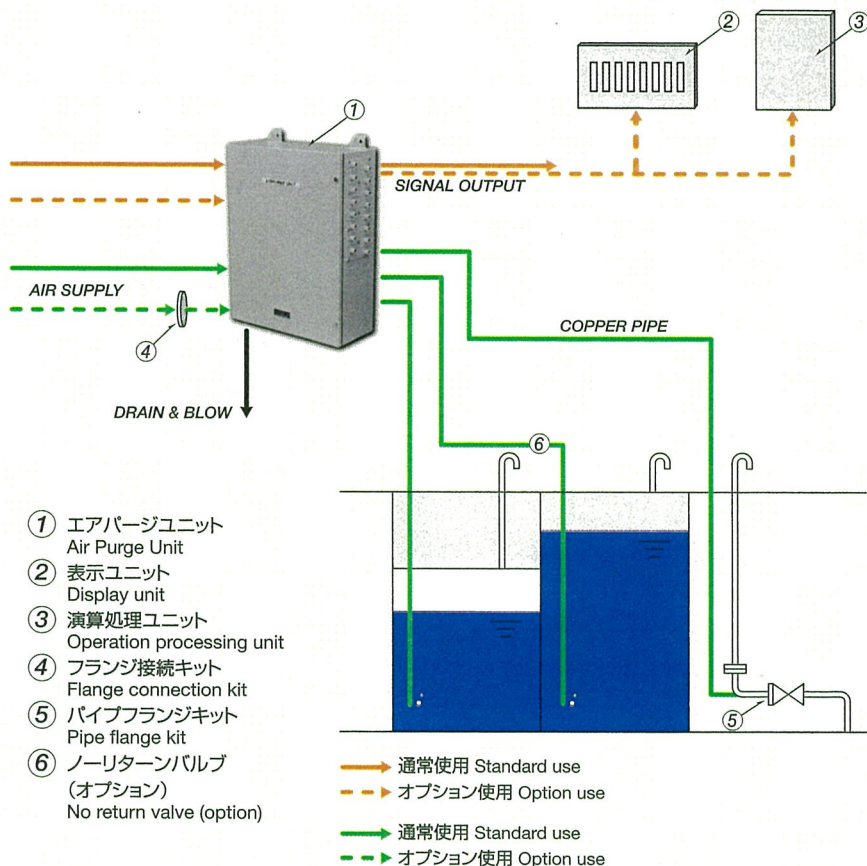 ②
③
①
SIGNAL OUTPUT
AIR SUPPLY
④
COPPER PIPE
DRAIN & BLOW
⑥
⑤
① エアパージユニット
Air Purge Unit
② 表示ユニット
Display unit
③ 演算処理ユニット
Operation processing unit
④ フランジ接続キット
Flange connection kit
⑤ パイプフランジキット
Pipe flange kit
⑥ ノーリターンバルブ
(オプション)
No return valve (option)
通常使用 Standard use
オプション使用 Option use
通常使用 Standard use
オプション使用 Option use